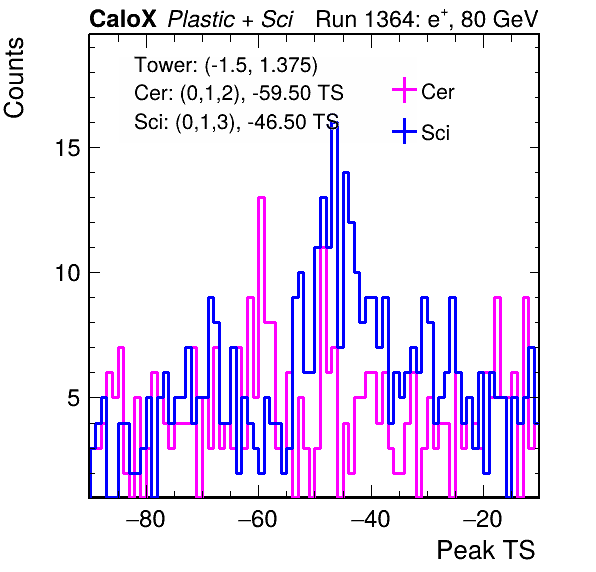 CaloX Plastic + Sci Run 1364: e+, 80 GeV
Tower: (-1.5, 1.375)
Cer: (0,1,2), -59.50 TS
Sci: (0,1,3), -46.50 TS
Cer
Sci
Counts
15
10
5
−80 −60 −40 −20
Peak TS